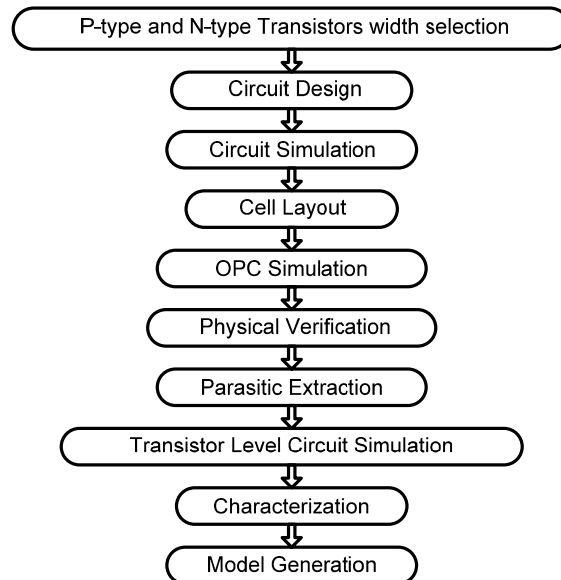 P-type and N-type Transistors width selection
Circuit Design
Circuit Simulation
Cell Layout
OPC Simulation
Physical Verification
Parasitic Extraction
Transistor Level Circuit Simulation
Characterization
Model Generation